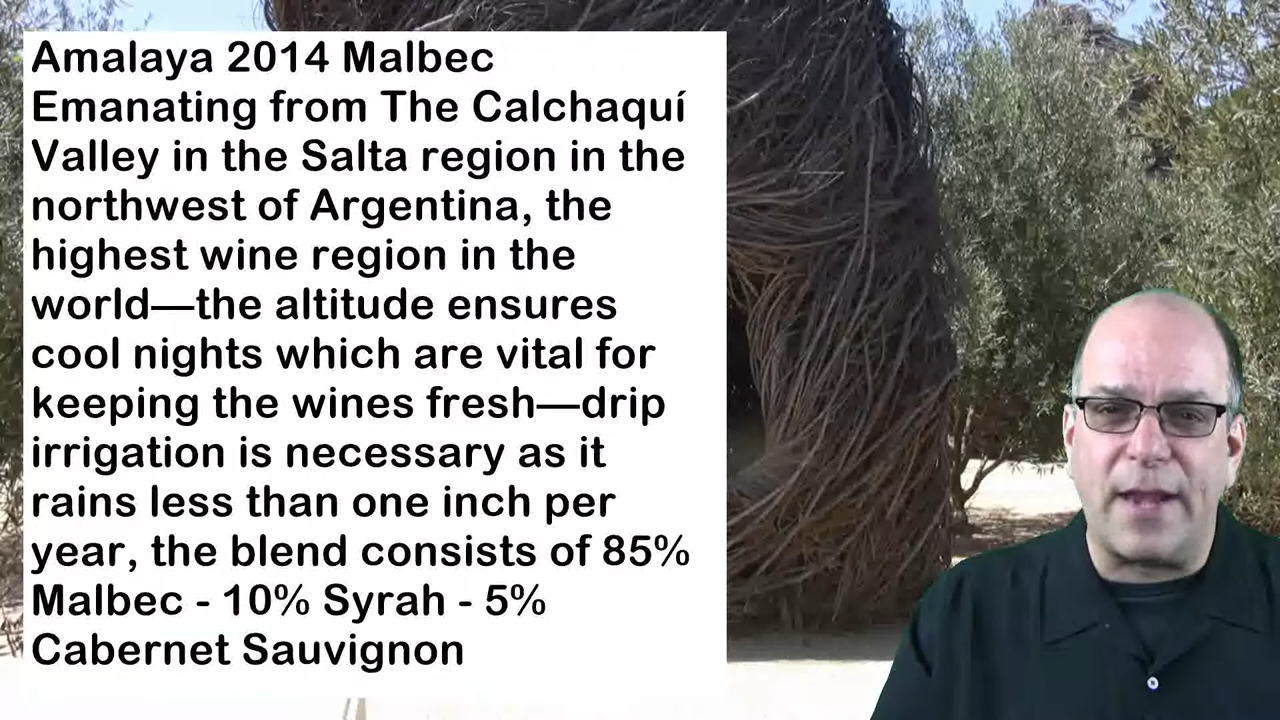 Amalaya 2014 Malbec
Emanating from The Calchaquí
Valley in the Salta region in the
northwest of Argentina, the
highest wine region in the
world—the altitude ensures
cool nights which are vital for
keeping the wines fresh—drip
irrigation is necessary as it
rains less than one inch per
year, the blend consists of 85%
Malbec - 10% Syrah - 5%
Cabernet Sauvignon